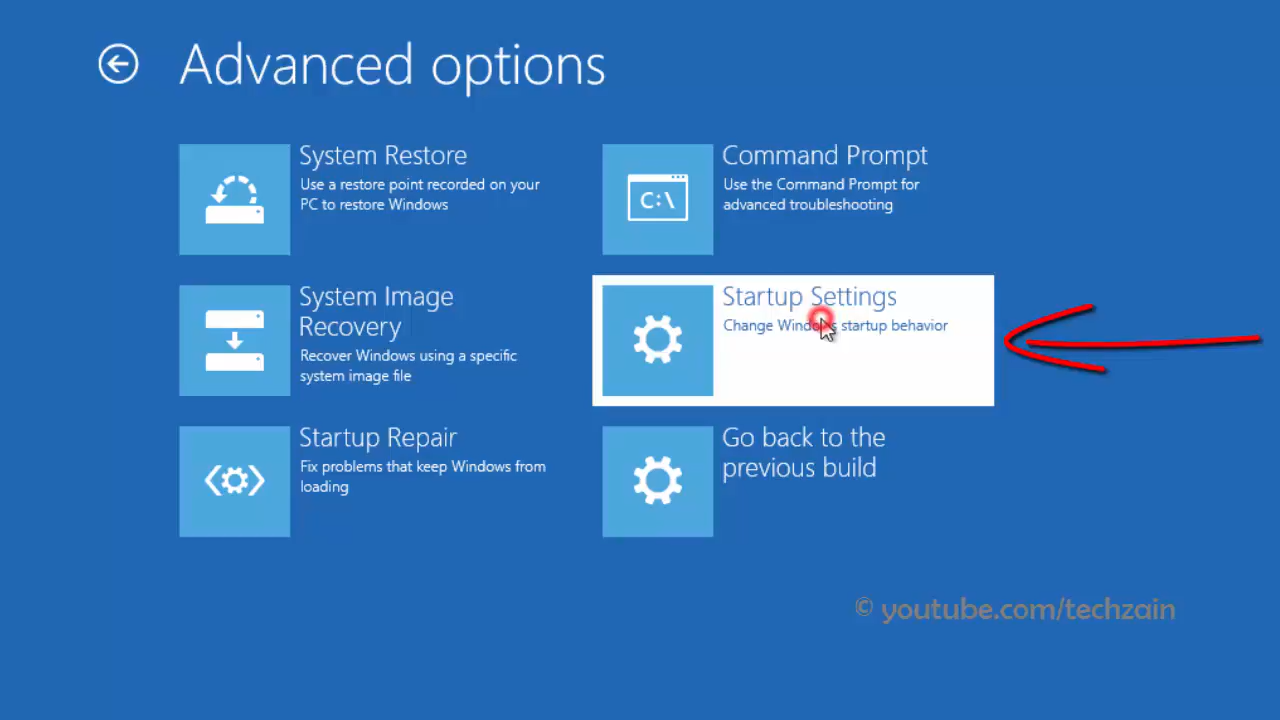 Advanced options
System Restore
Use a restore point recorded on your
PC to restore Windows
Command Prompt
Use the Command Prompt for
advanced troubleshooting
C:\
System Image
Recovery
Recover Windows using a specific
system image file
Startup Settings
Change Windows startup behavior
Startup Repair
Fix problems that keep Windows from
loading
Go back to the
previous build
© youtube.com/techzain